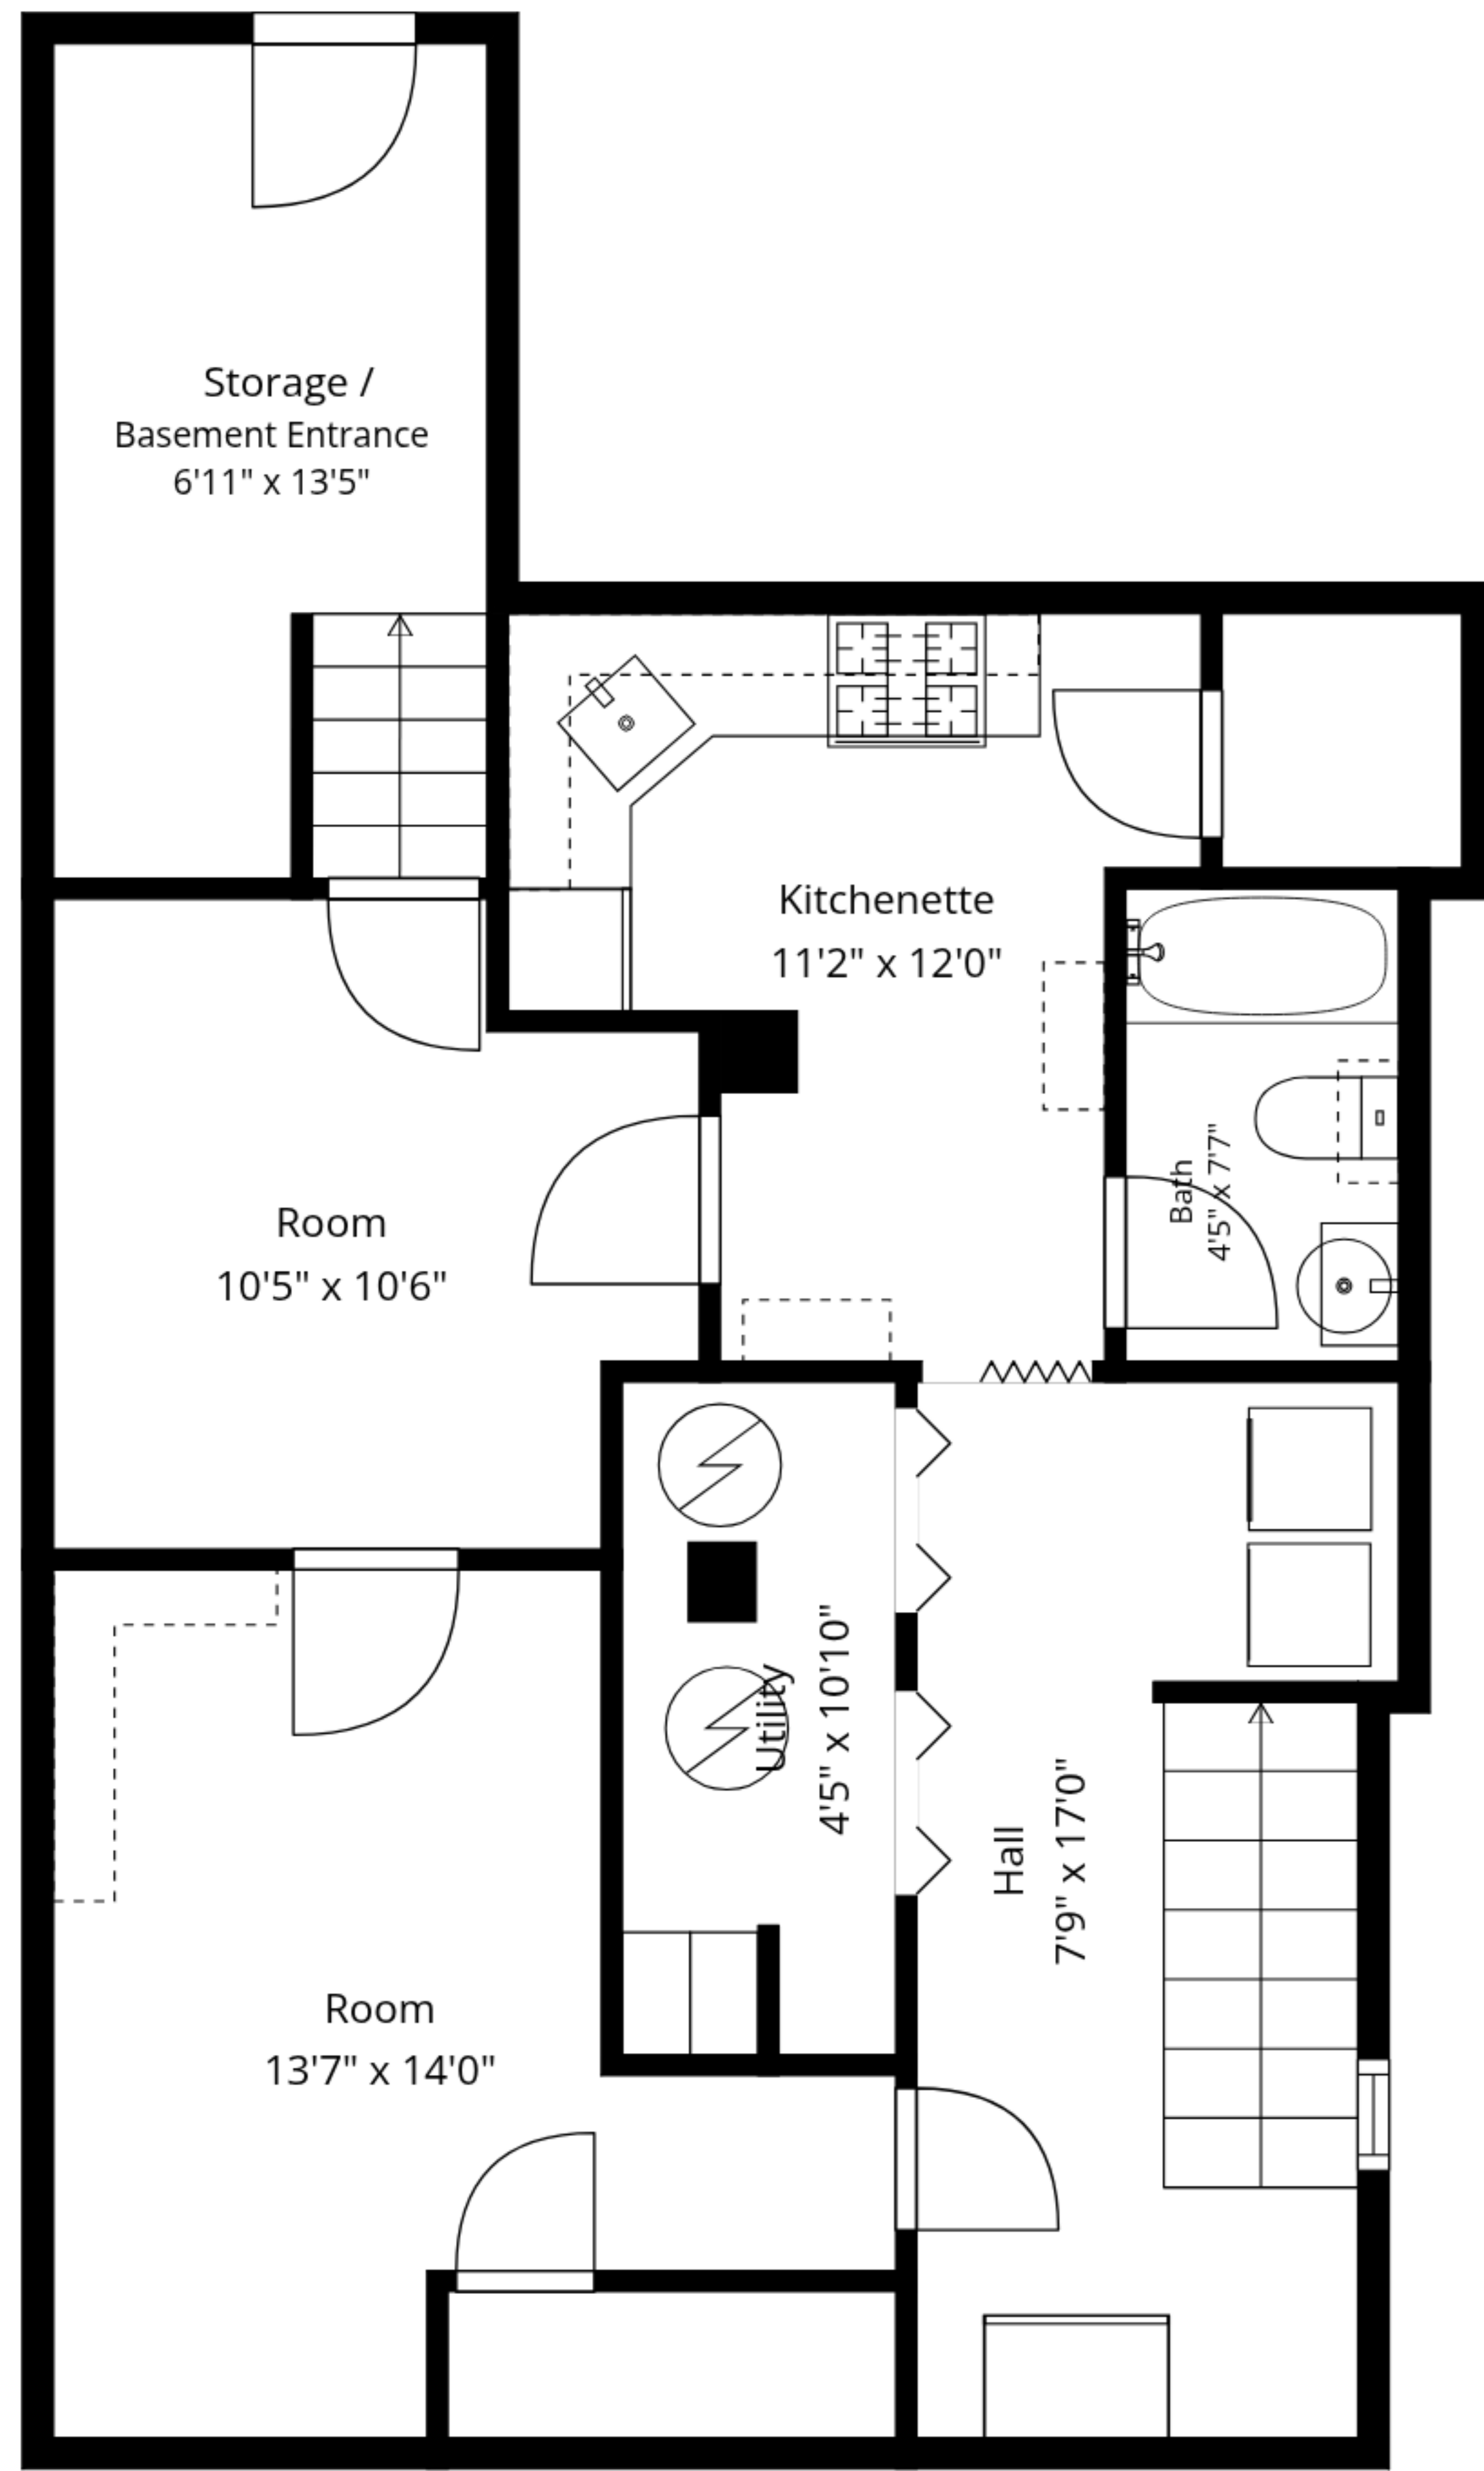 Storage /
Basement Entrance
6'11" x 13'5"
Kitchenette
11'2" x 12'0"
Bath
4'5" x 7'7"
Room
10'5" x 10'6"
Utility
4'5" x 10'10"
Hall
7'9" x 17'0"
Room
13'7" x 14'0"